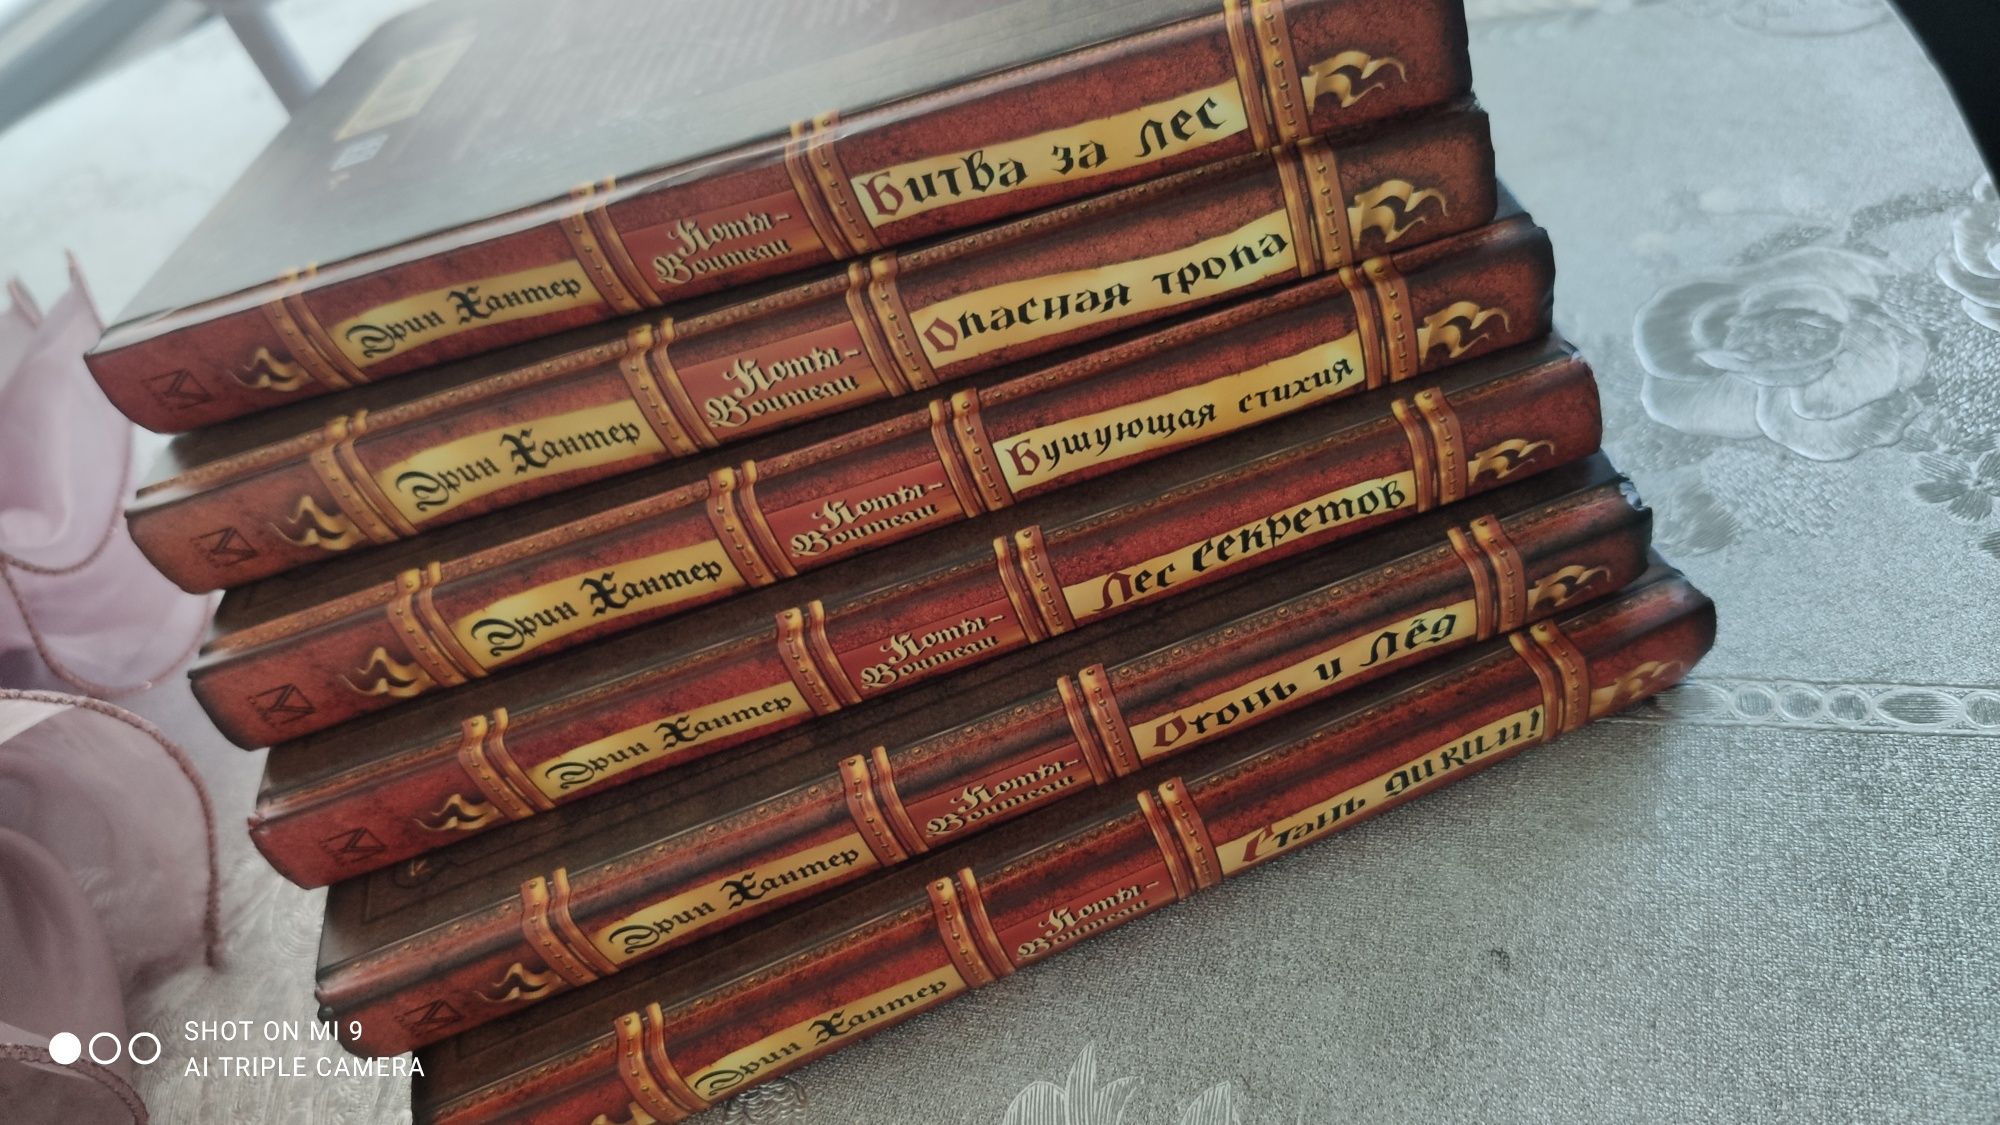 Эрин Хантер
Коты-
Воители
Битва за лес
Эрин Хантер
Коты-
Воители
Опасная тропа
Эрин Хантер
Коты-
Воители
Бушующая стихия
Эрин Хантер
Коты-
Воители
Лес секретов
Эрин Хантер
Коты-
Воители
Огонь и Лёд
Эрин Хантер
Коты-
Воители
Стань диким!
SHOT ON MI 9
AI TRIPLE CAMERA